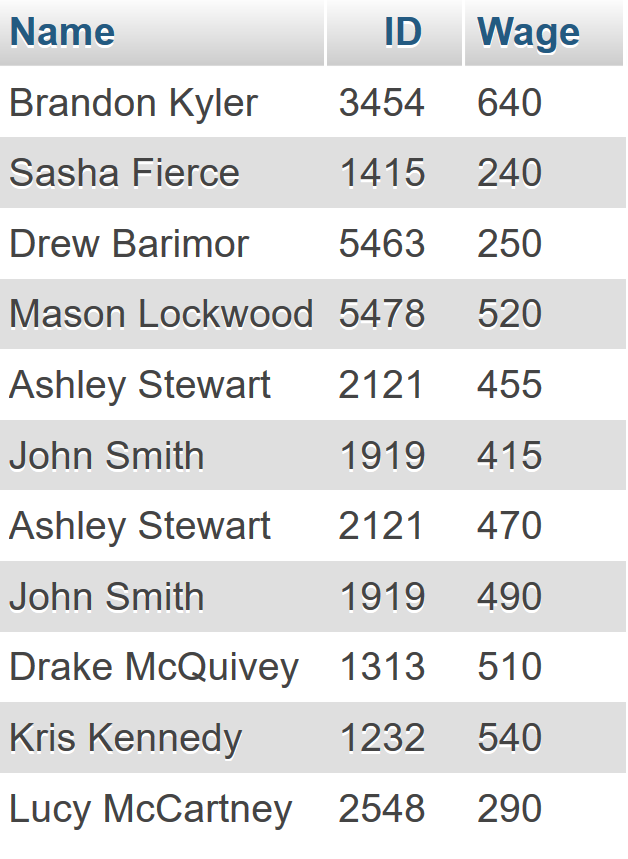 Name ID Wage
Brandon Kyler 3454 640
Sasha Fierce 1415 240
Drew Barimor 5463 250
Mason Lockwood 5478 520
Ashley Stewart 2121 455
John Smith 1919 415
Ashley Stewart 2121 470
John Smith 1919 490
Drake McQuivey 1313 510
Kris Kennedy 1232 540
Lucy McCartney 2548 290